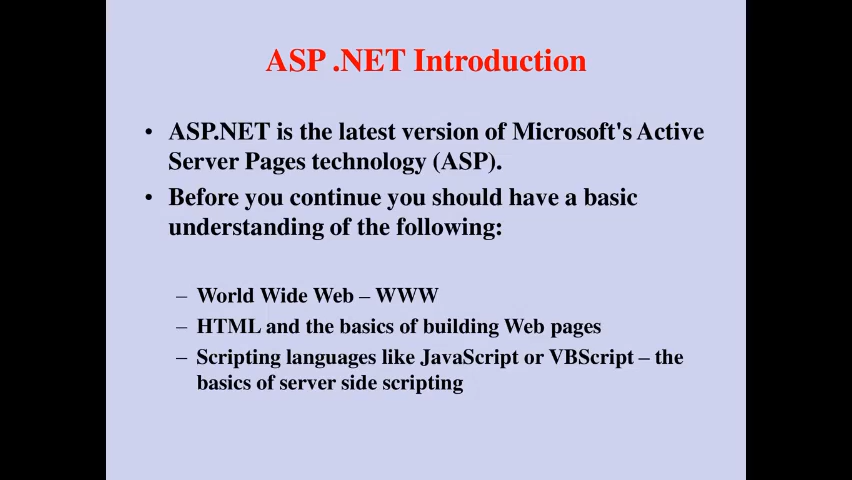 ASP .NET Introduction
• ASP.NET is the latest version of Microsoft's Active
Server Pages technology (ASP).
• Before you continue you should have a basic
understanding of the following:
– World Wide Web – WWW
– HTML and the basics of building Web pages
– Scripting languages like JavaScript or VBScript – the
basics of server side scripting